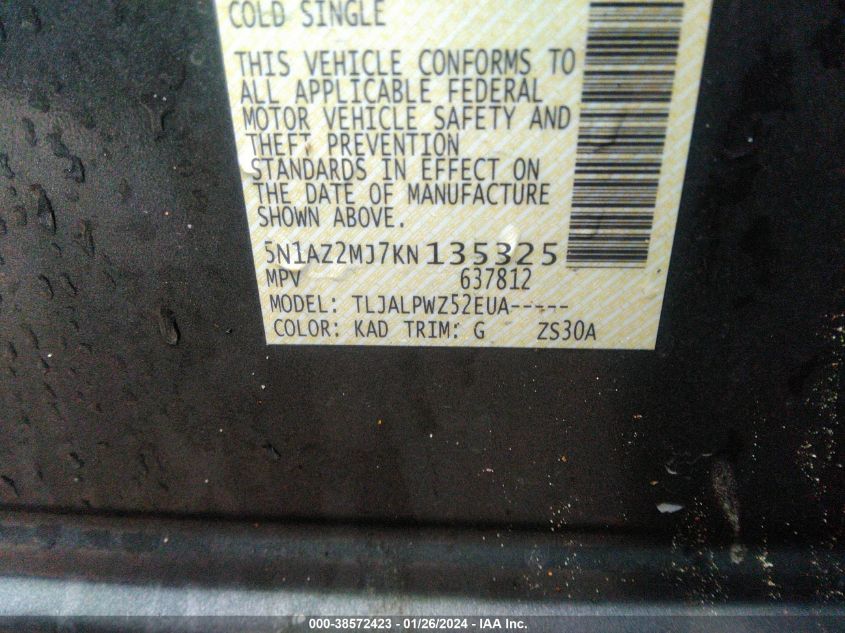 COLD SINGLE
THIS VEHICLE CONFORMS TO
ALL APPLICABLE FEDERAL
MOTOR VEHICLE SAFETY AND
THEFT PREVENTION
STANDARDS IN EFFECT ON
THE DATE OF MANUFACTURE
SHOWN ABOVE.
5N1AZ2MJ7KN135325
MPV 637812
MODEL: TLJALPWZ52EUA-----
COLOR: KAD TRIM: G ZS30A
000-38572423 - 01/26/2024 - IAA Inc.